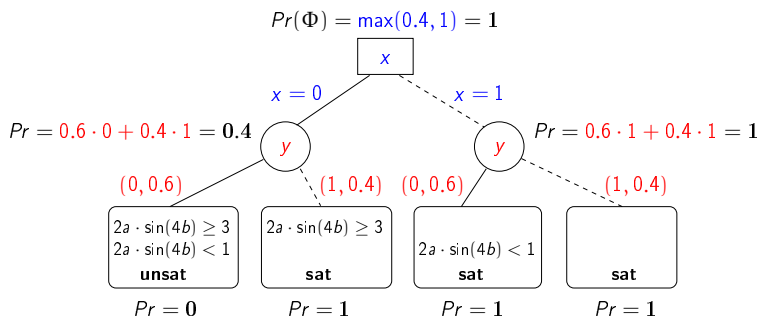 Pr(Φ) = max(0.4, 1) = 1
x
x = 0
x = 1
Pr = 0.6 · 0 + 0.4 · 1 = 0.4
y
y
Pr = 0.6 · 1 + 0.4 · 1 = 1
(0, 0.6)
(1, 0.4)
(0, 0.6)
(1, 0.4)
2a · sin(4b) ≥ 3
2a · sin(4b) < 1
unsat
2a · sin(4b) ≥ 3
sat
2a · sin(4b) < 1
sat
sat
Pr = 0
Pr = 1
Pr = 1
Pr = 1